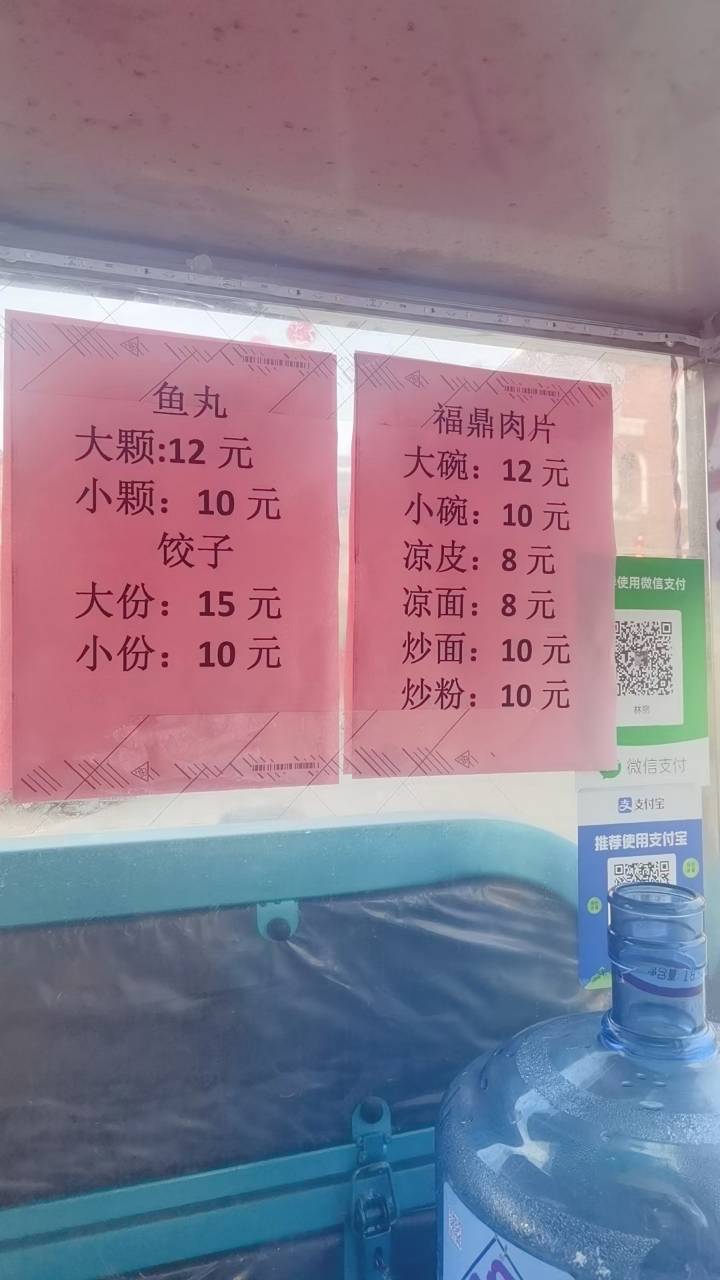 鱼丸
大颗:12 元
小颗：10 元
饺子
大份：15 元
小份：10 元
福鼎肉片
大碗：12 元
小碗：10 元
凉皮：8 元
凉面：8 元
炒面：10 元
炒粉：10 元
使用微信支付
微信支付
支付宝
推荐使用支付宝